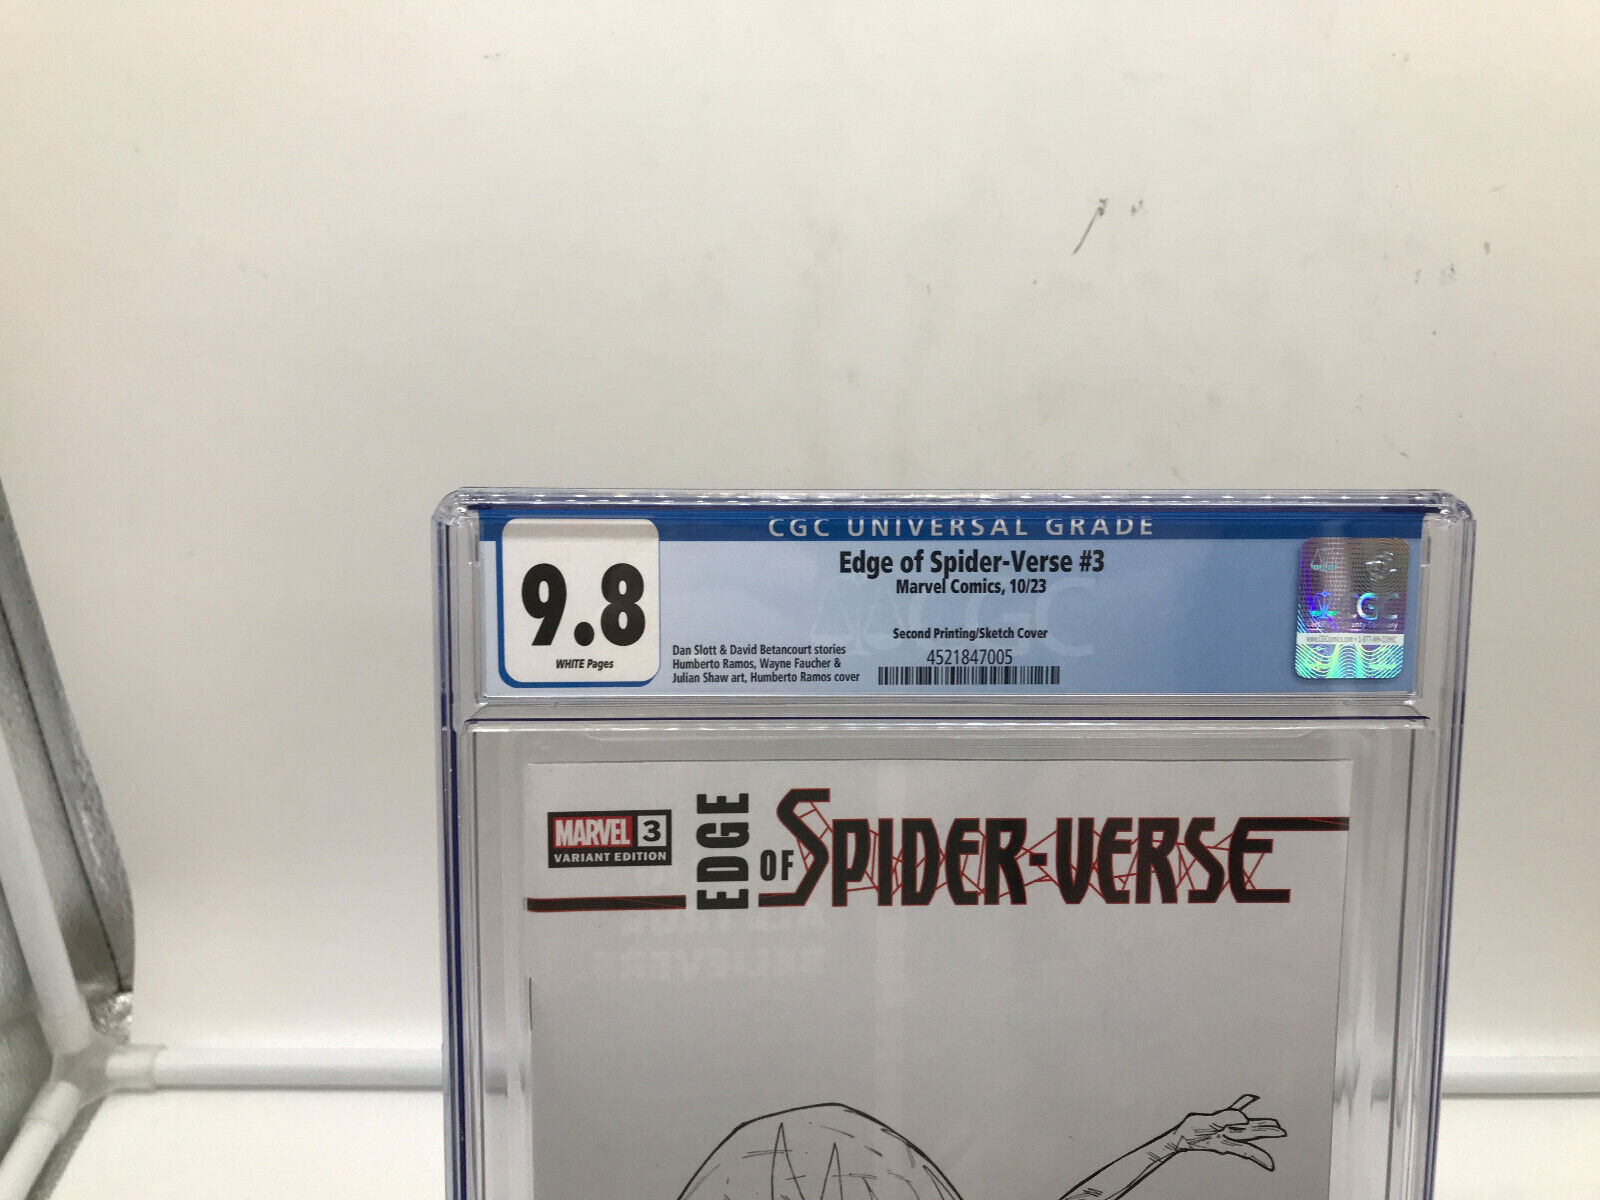 CGC UNIVERSAL GRADE
9.8
WHITE Pages
Edge of Spider-Verse #3
Marvel Comics, 10/23
Second Printing/Sketch Cover
4521847005
Dan Slott & David Betancourt stories
Humberto Ramos, Wayne Faucher &
Julian Shaw art, Humberto Ramos cover
CGC
MARVEL 3
VARIANT EDITION
EDGE OF SPIDER-VERSE